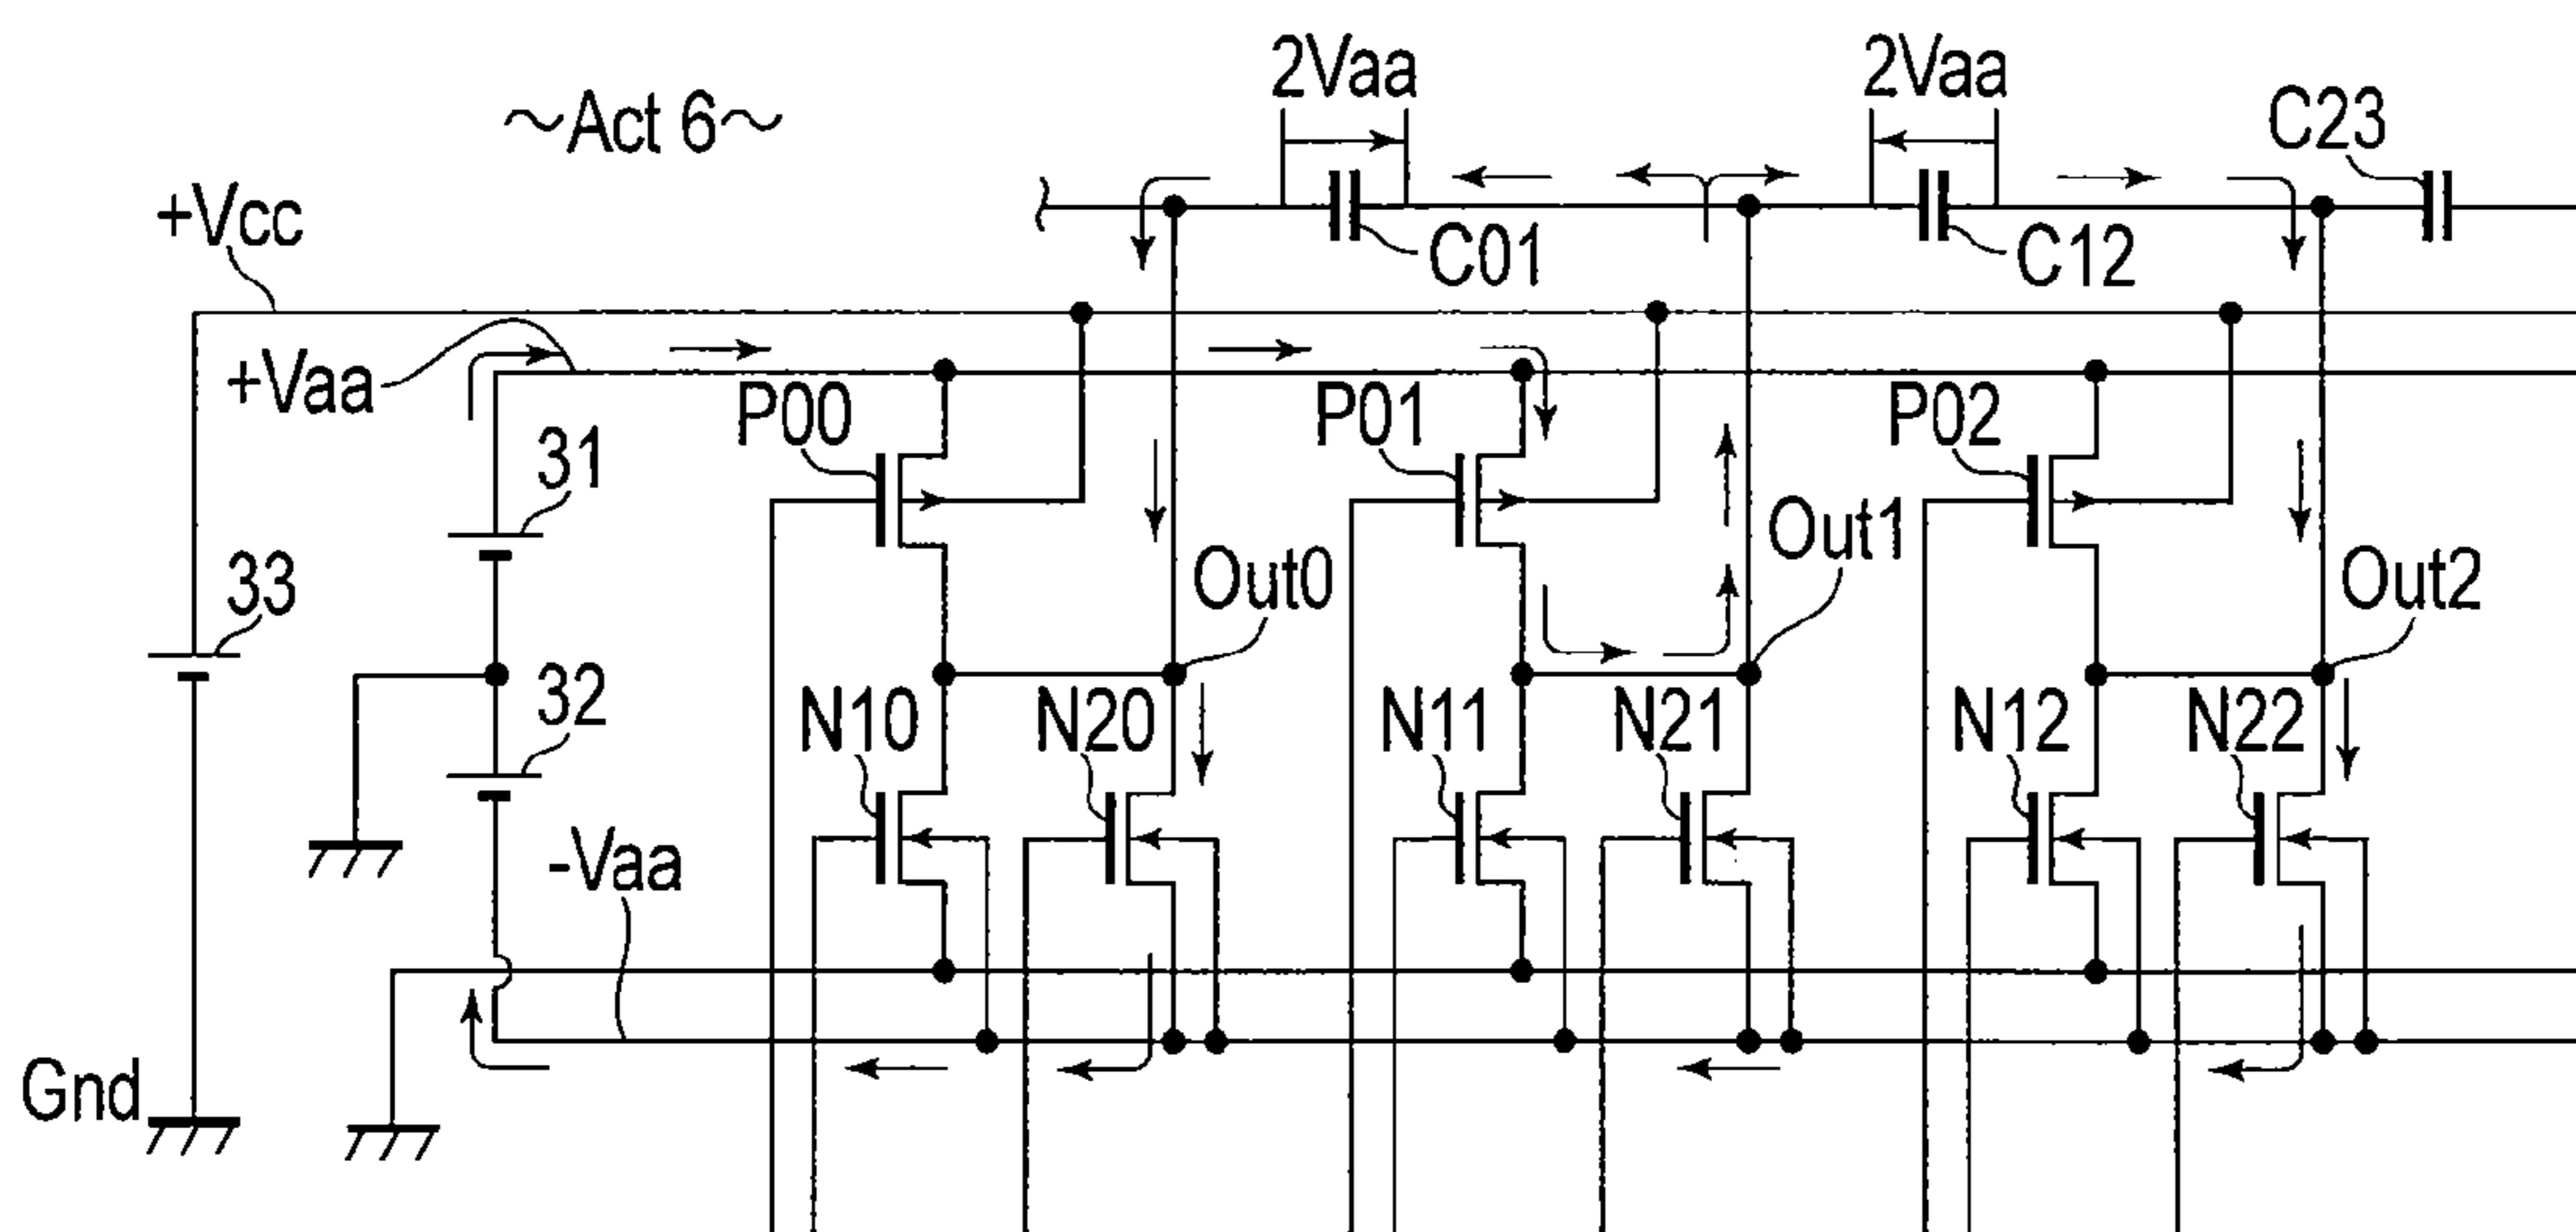 2Vaa 2Vaa
~Act 6~ C23
+Vcc C01 C12
+Vaa P00 P01 P02
31
Out1
33 Out0 Out2
32 N10 N20 N11 N21 N12 N22
-Vaa
Gnd